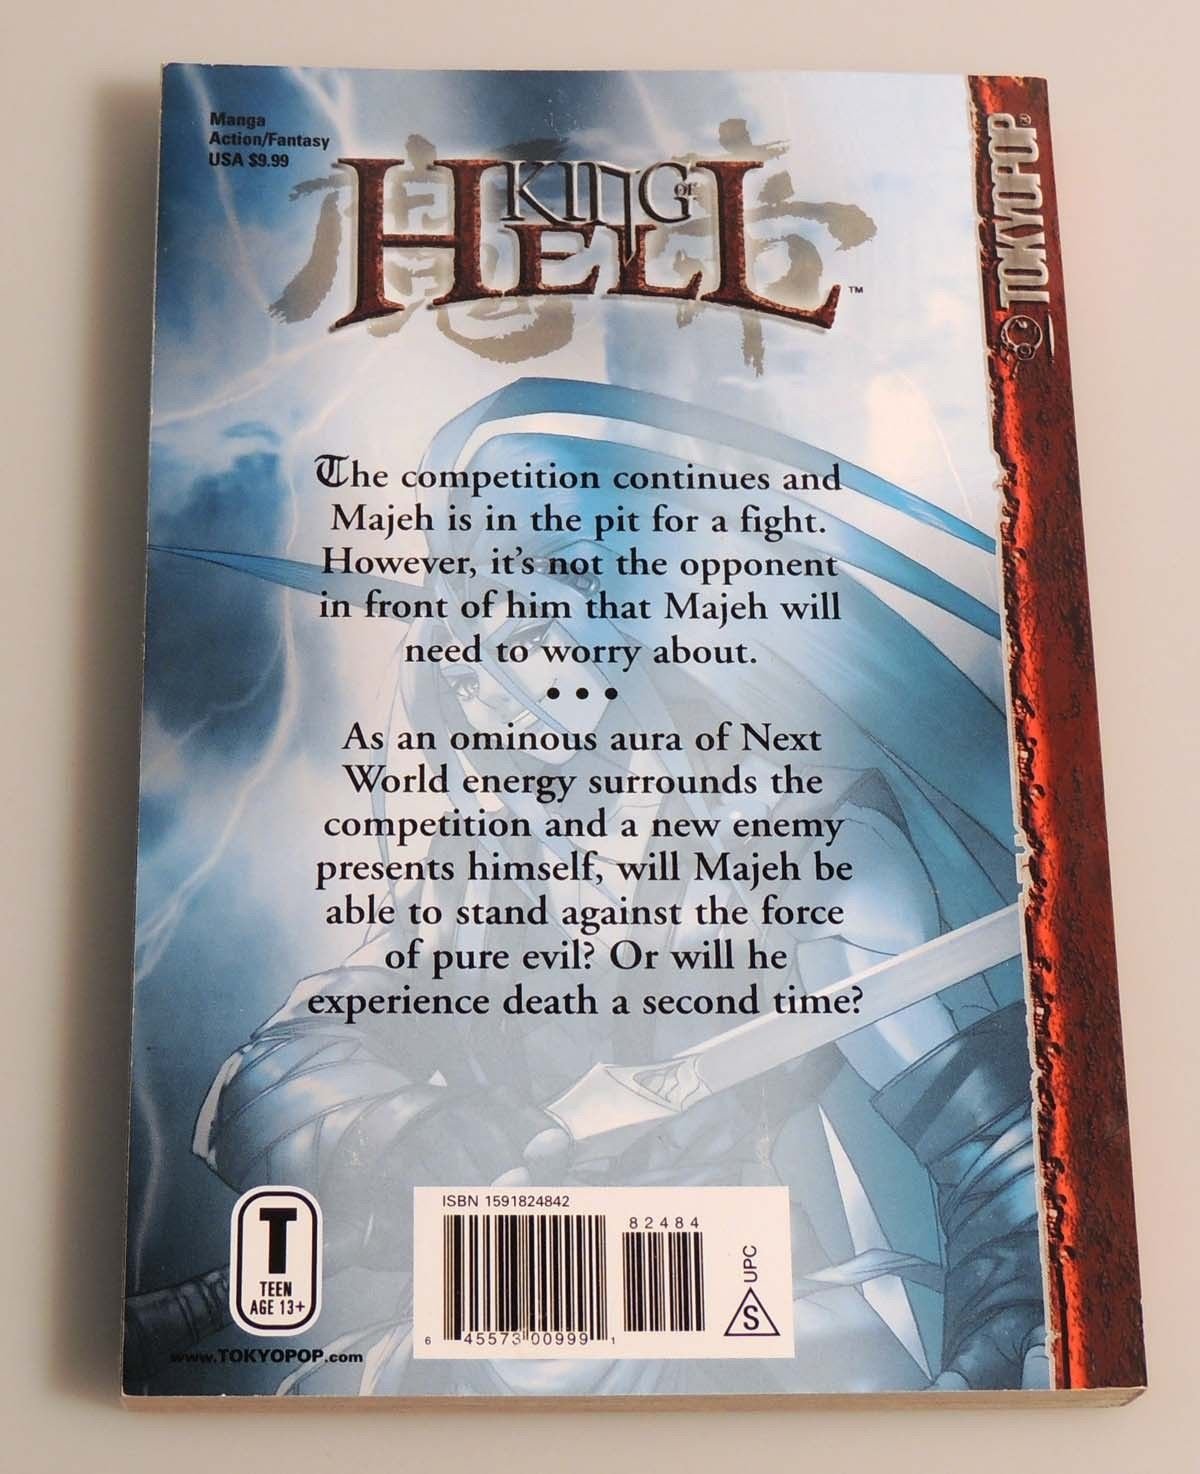 Manga
Action/Fantasy
USA $9.99
KING OF
HELL™
TOKYOPOP®
The competition continues and
Majeh is in the pit for a fight.
However, it's not the opponent
in front of him that Majeh will
need to worry about.
• • •
As an ominous aura of Next
World energy surrounds the
competition and a new enemy
presents himself, will Majeh be
able to stand against the force
of pure evil? Or will he
experience death a second time?
T
TEEN
AGE 13+
www.TOKYOPOP.com
ISBN 1591824842
82484
6 45573 00999 1
UPC
S